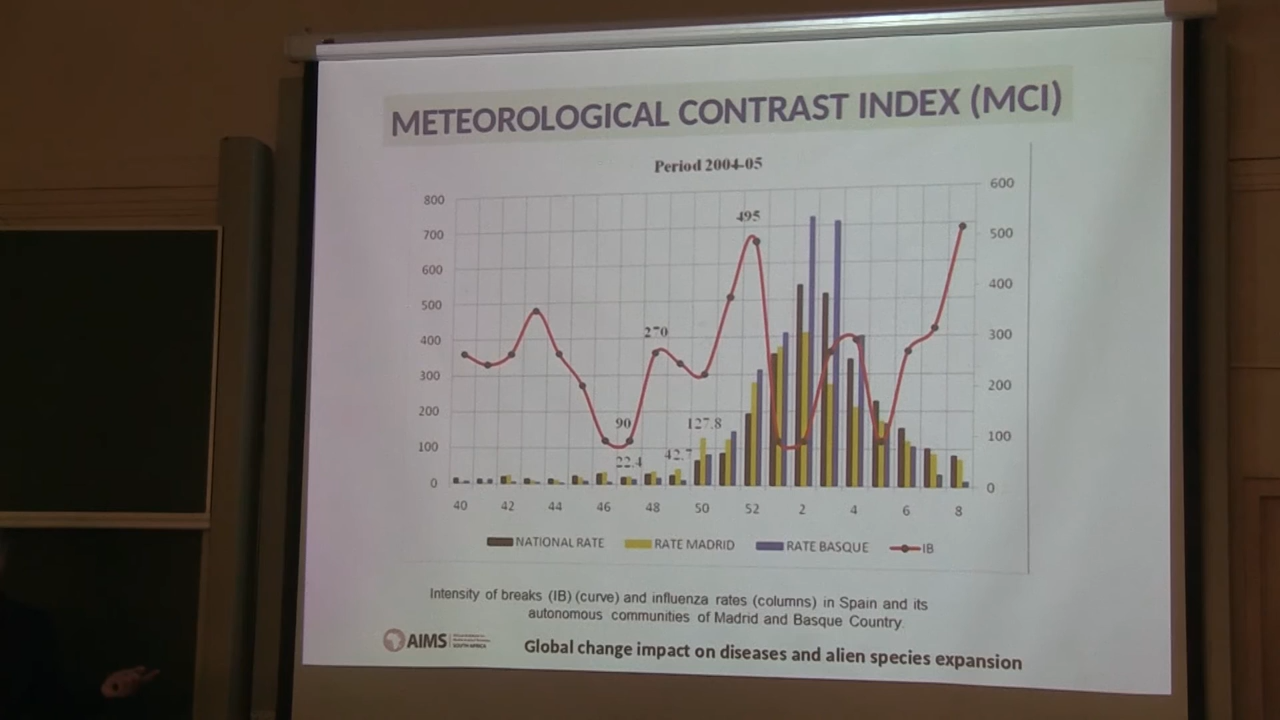 METEOROLOGICAL CONTRAST INDEX (MCI)
Period 2004-05
800
700
600
500
400
300
200
100
0
600
500
400
300
200
100
0
495
270
90
22.4
42.7
127.8
40 42 44 46 48 50 52 2 4 6 8
NATIONAL RATE RATE MADRID RATE BASQUE IB
Intensity of breaks (IB) (curve) and influenza rates (columns) in Spain and its
autonomous communities of Madrid and Basque Country.
AIMS
SOUTH AFRICA
Global change impact on diseases and alien species expansion